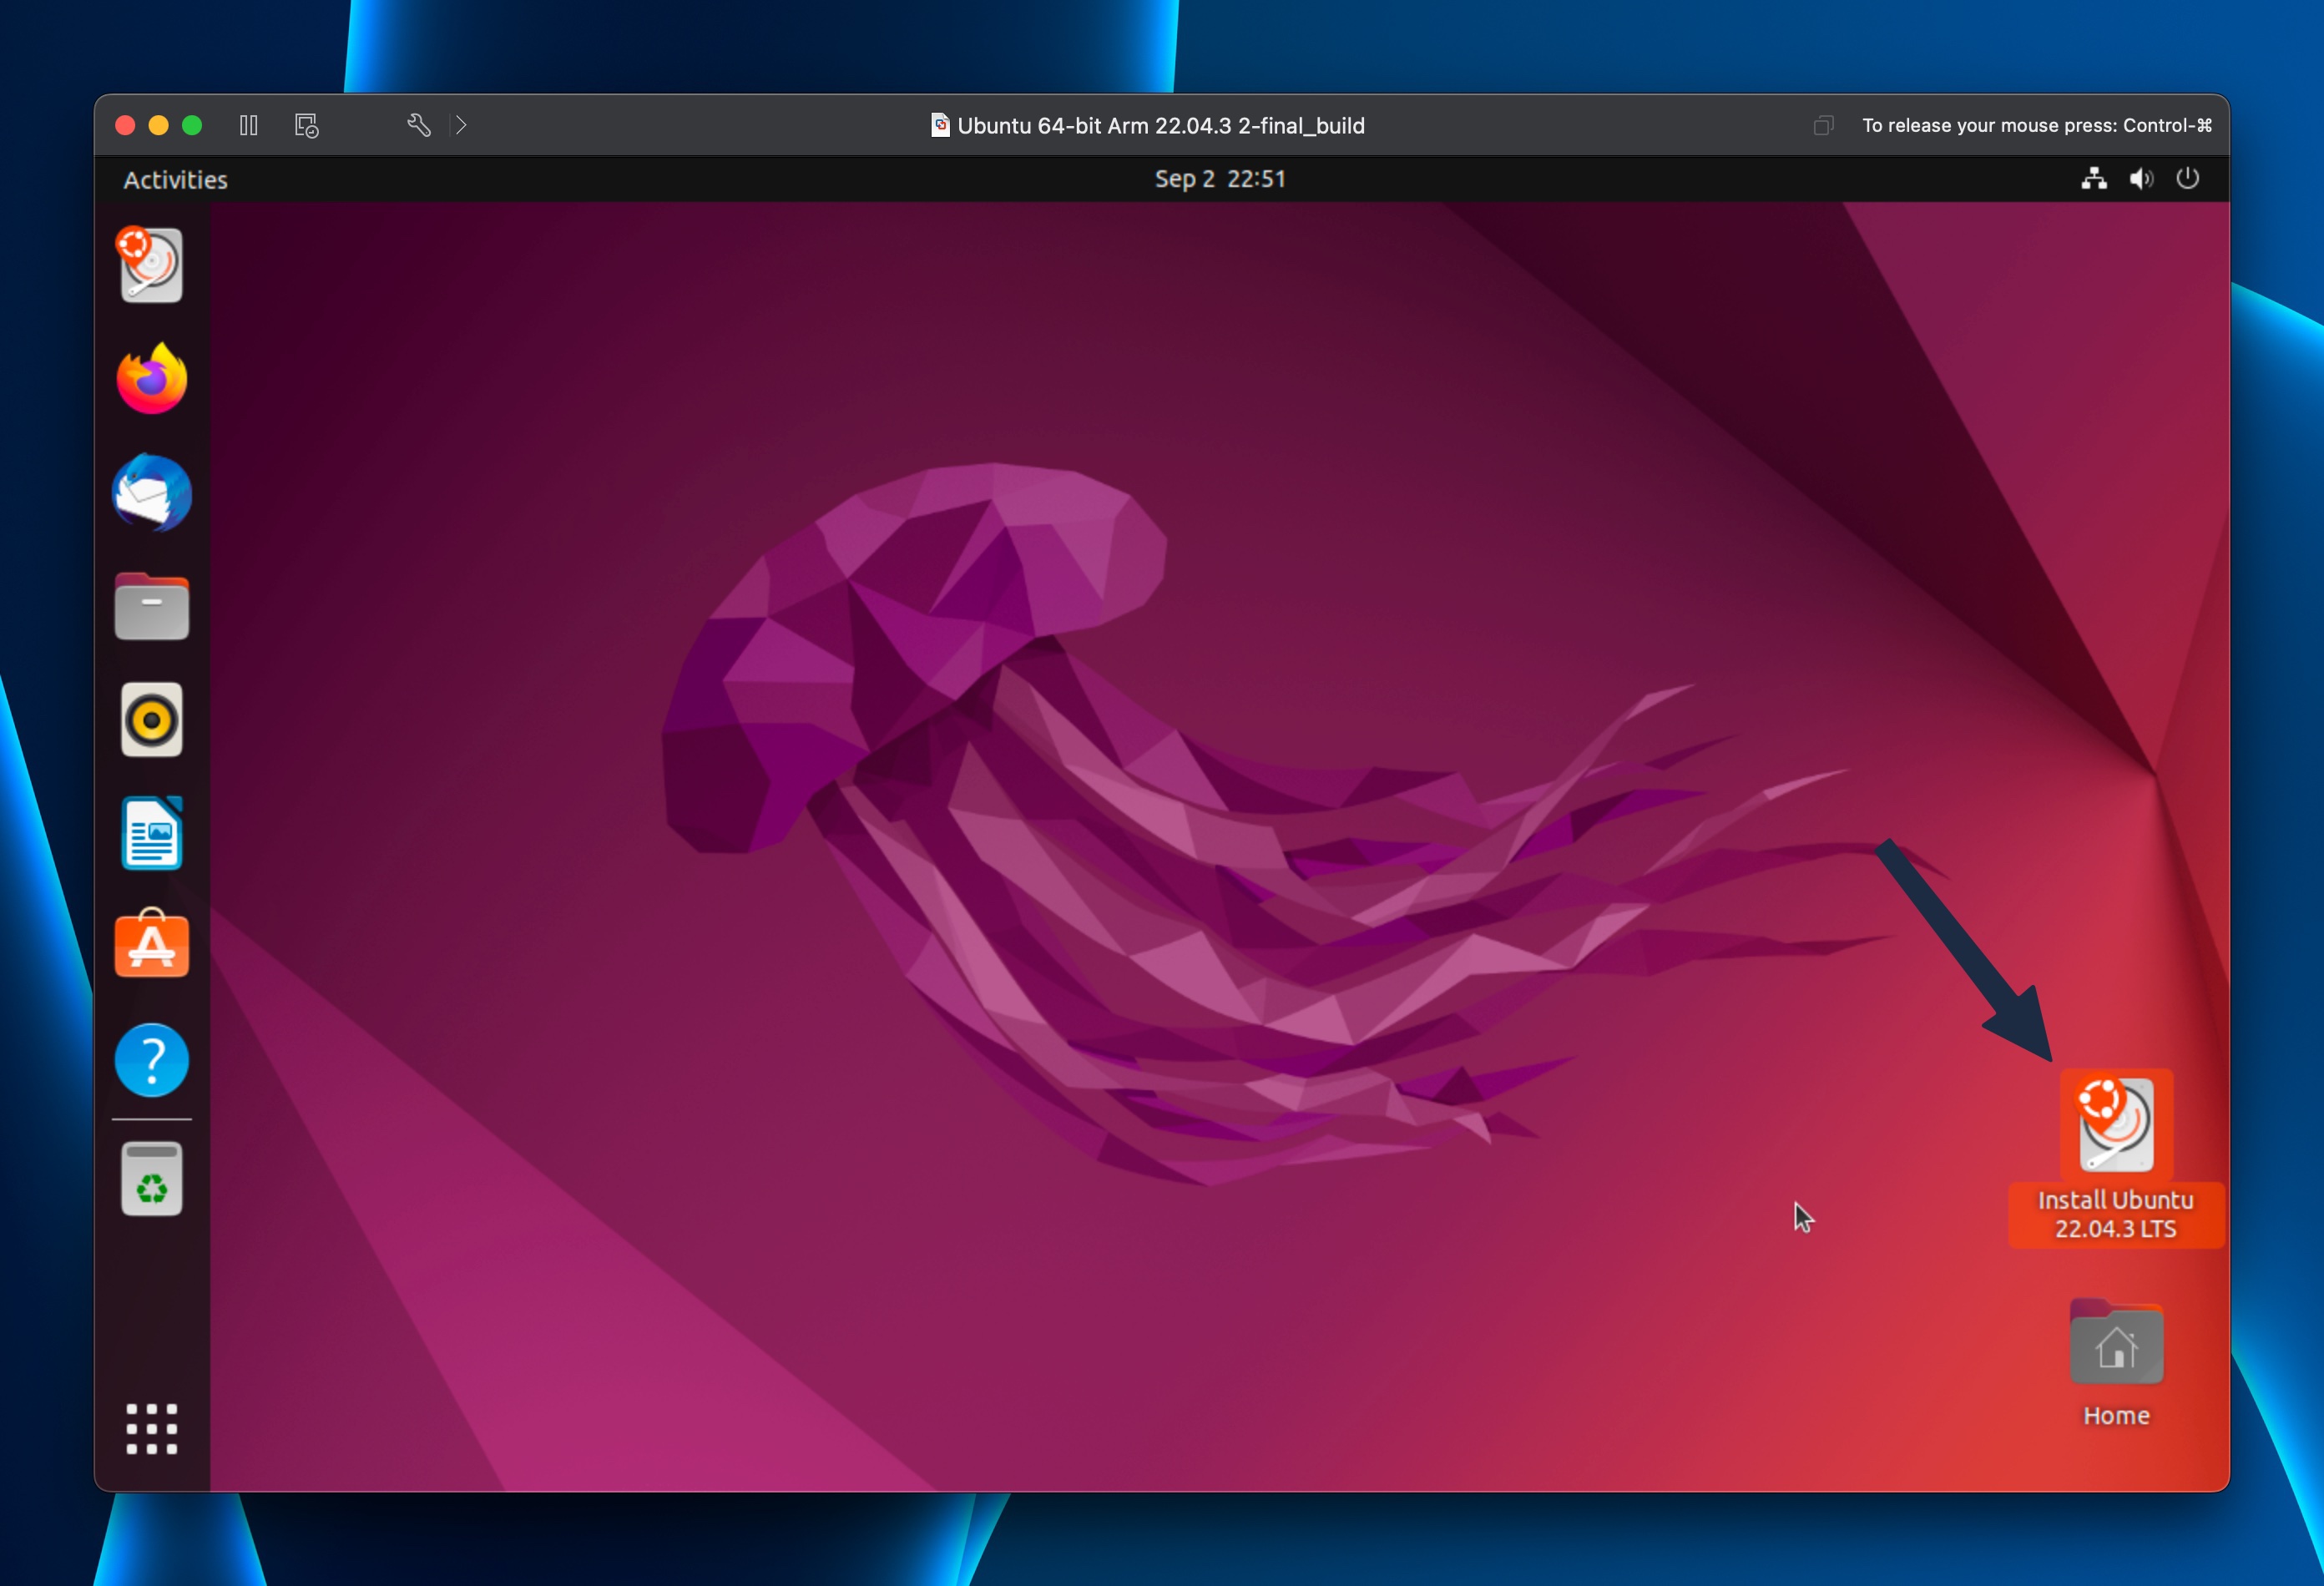 Ubuntu 64-bit Arm 22.04.3 2-final_build
To release your mouse press: Control-⌘
Activities
Sep 2 22:51
Install Ubuntu
22.04.3 LTS
Home